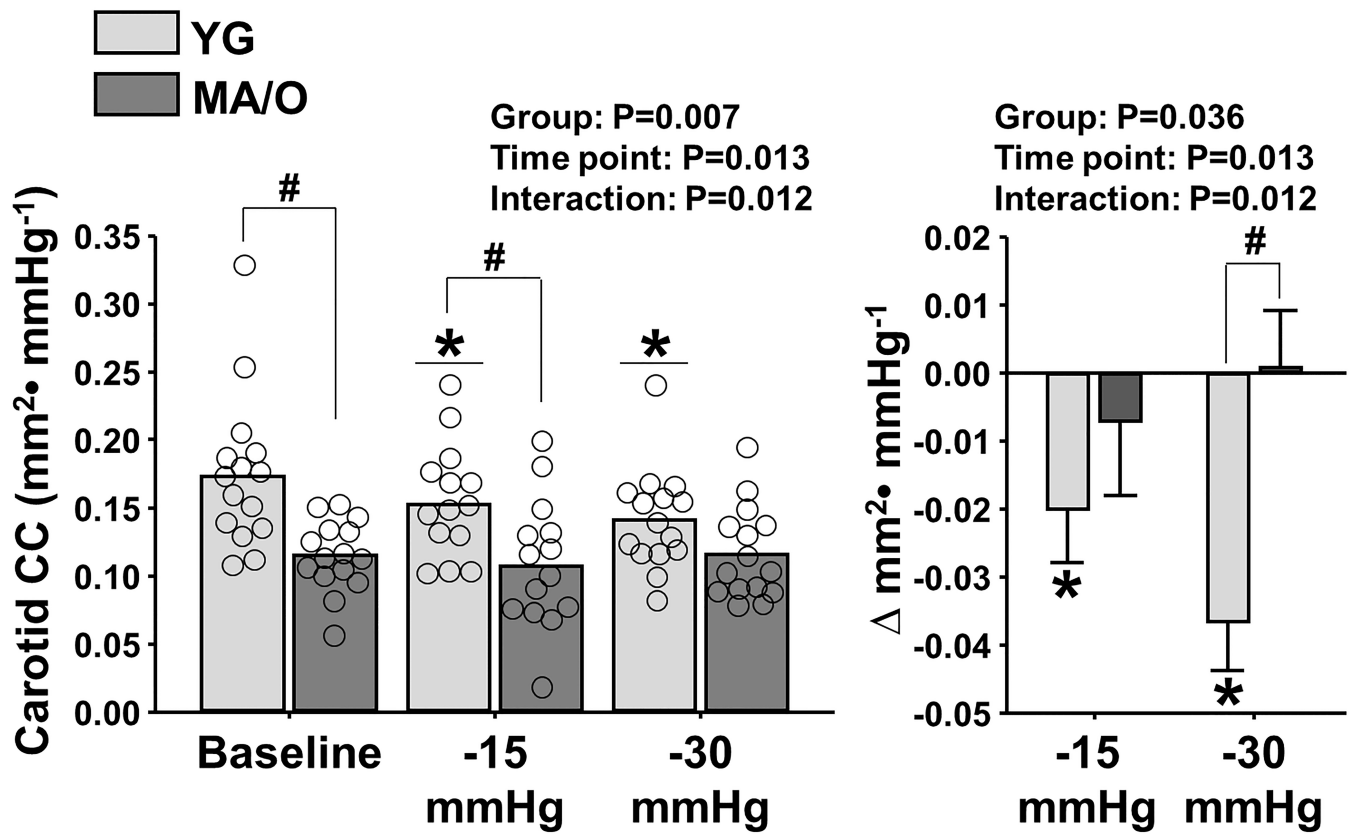 YG
MA/O
Group: P=0.007
Time point: P=0.013
Interaction: P=0.012
#
#
*
*
Carotid CC (mm²• mmHg⁻¹)
0.35
0.30
0.25
0.20
0.15
0.10
0.05
0.00
Baseline
-15
mmHg
-30
mmHg
Group: P=0.036
Time point: P=0.013
Interaction: P=0.012
#
Δ mm²• mmHg⁻¹
0.02
0.01
0.00
-0.01
-0.02
-0.03
-0.04
-0.05
*
*
-15
mmHg
-30
mmHg